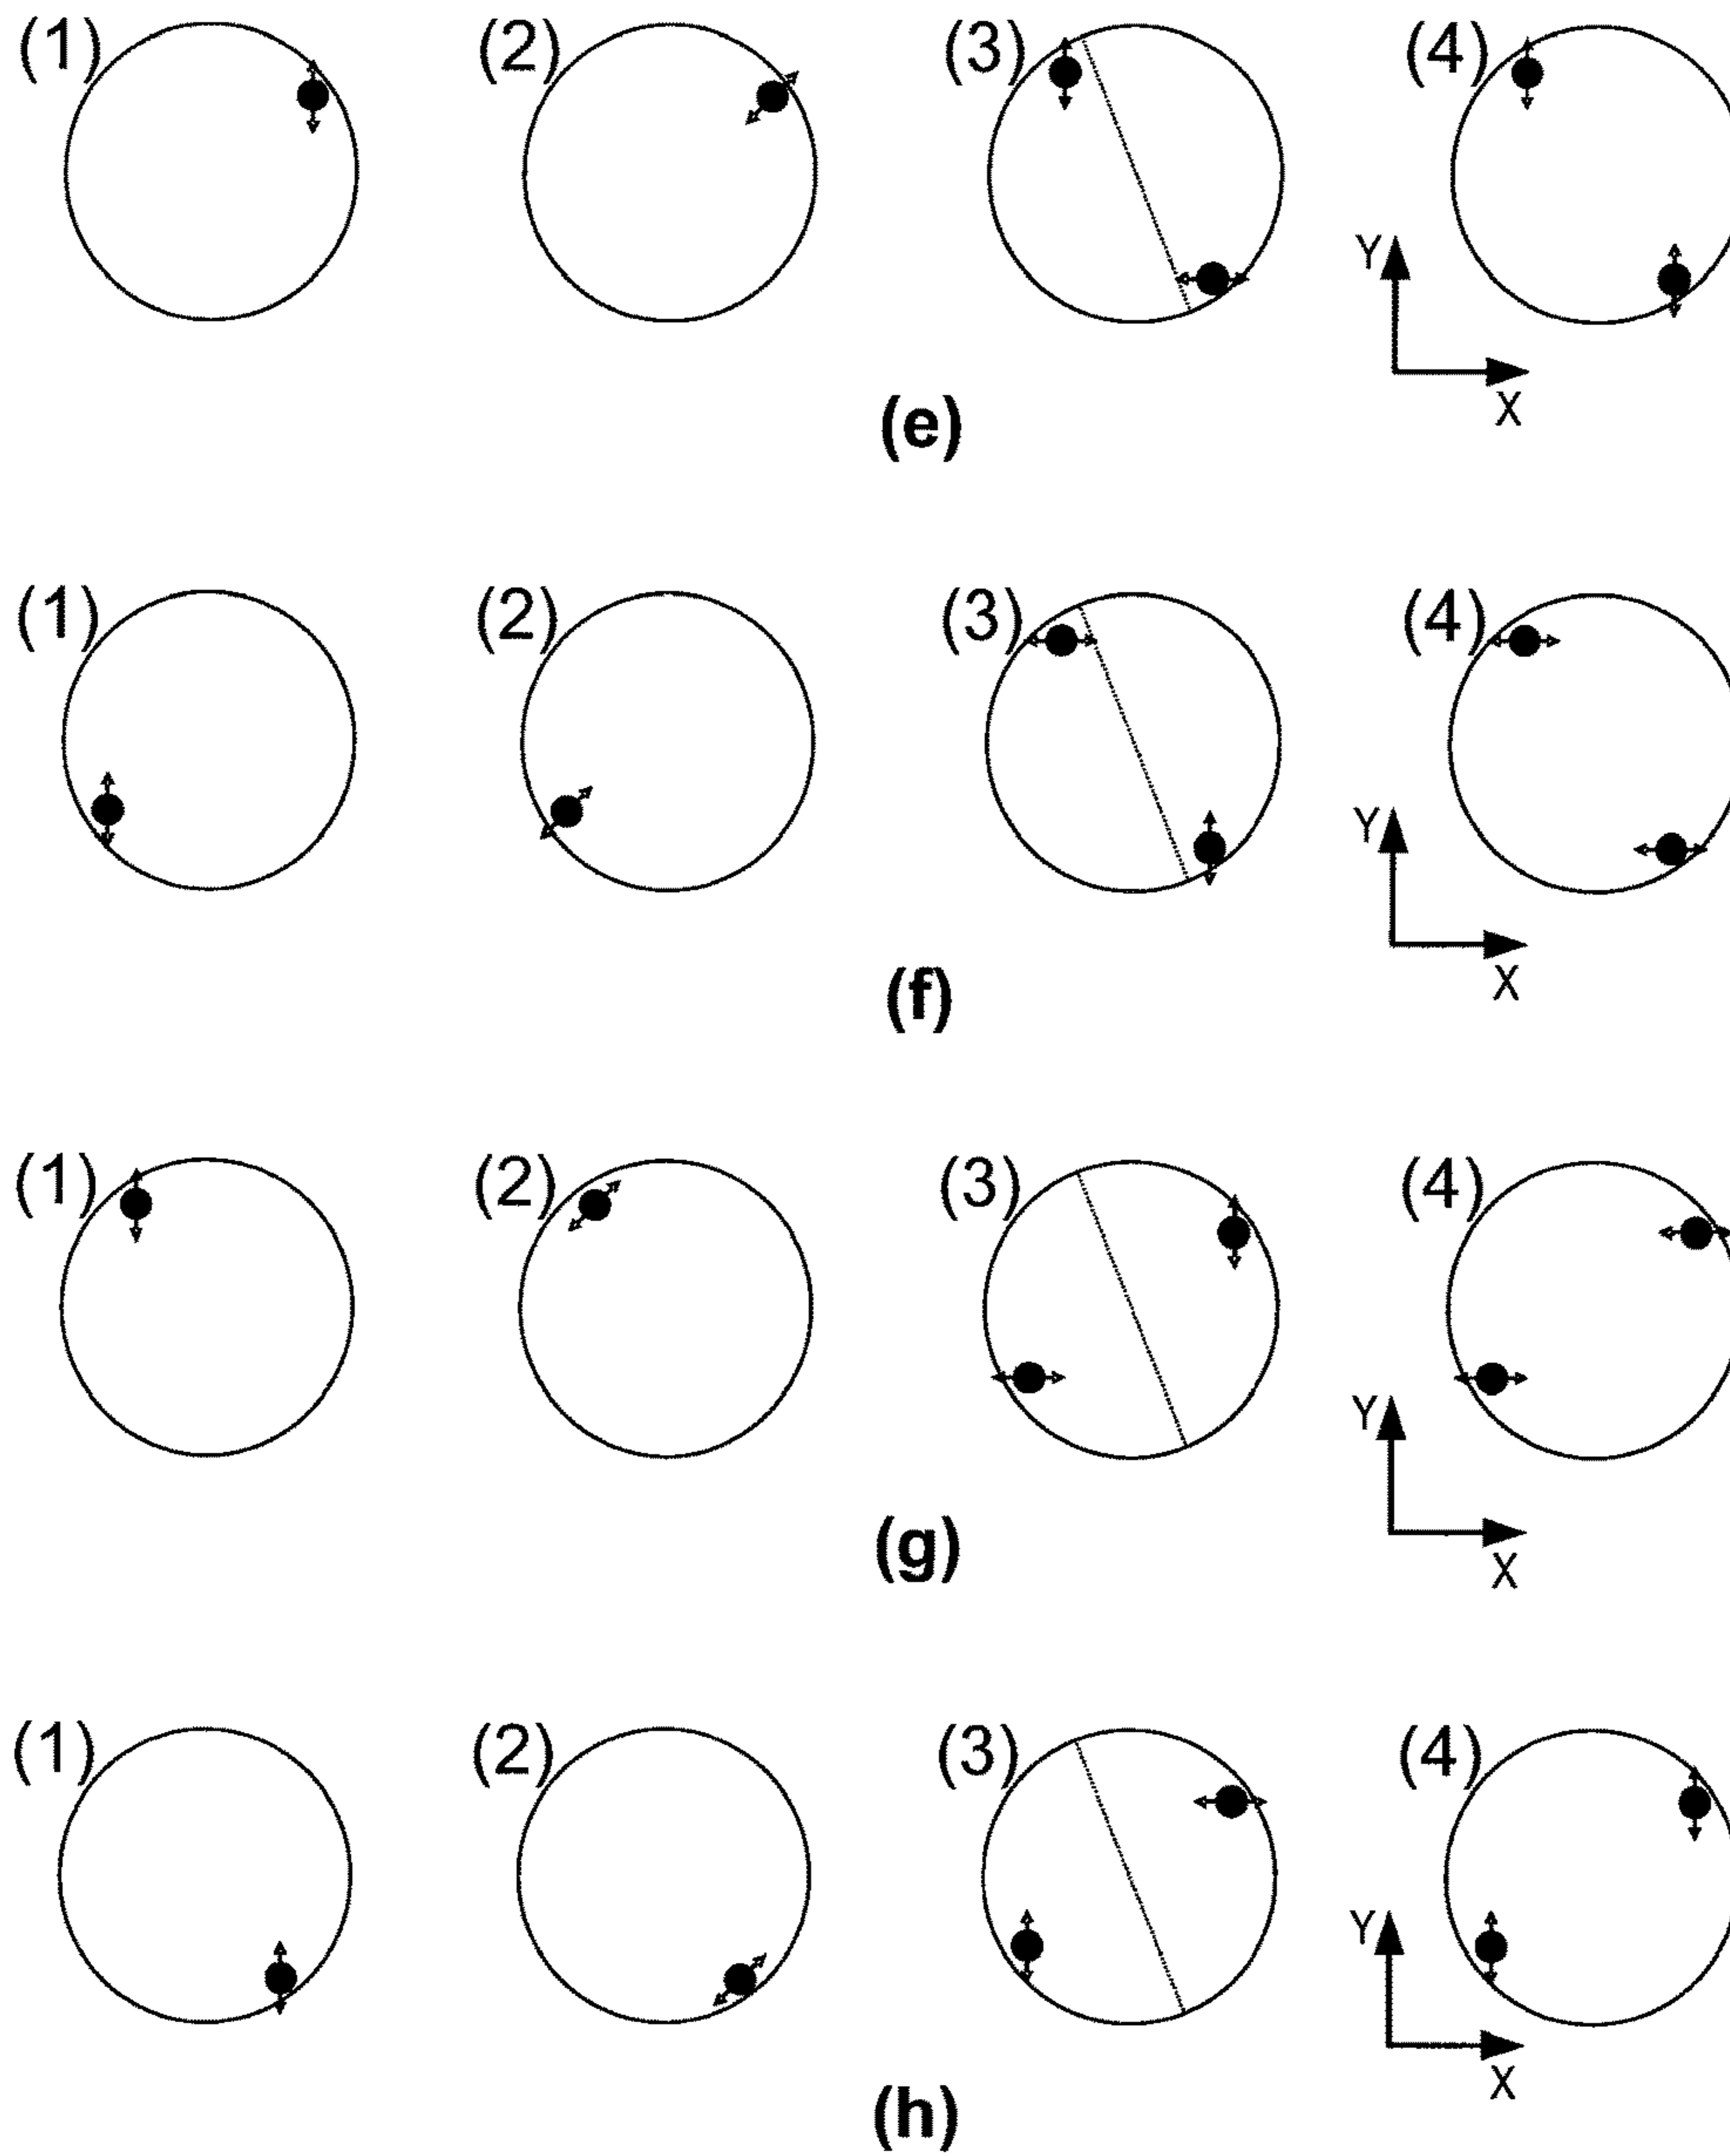 (1) (2) (3) (4)
Y
X
(e)
(1) (2) (3) (4)
Y
X
(f)
(1) (2) (3) (4)
Y
X
(g)
(1) (2) (3) (4)
Y
X
(h)